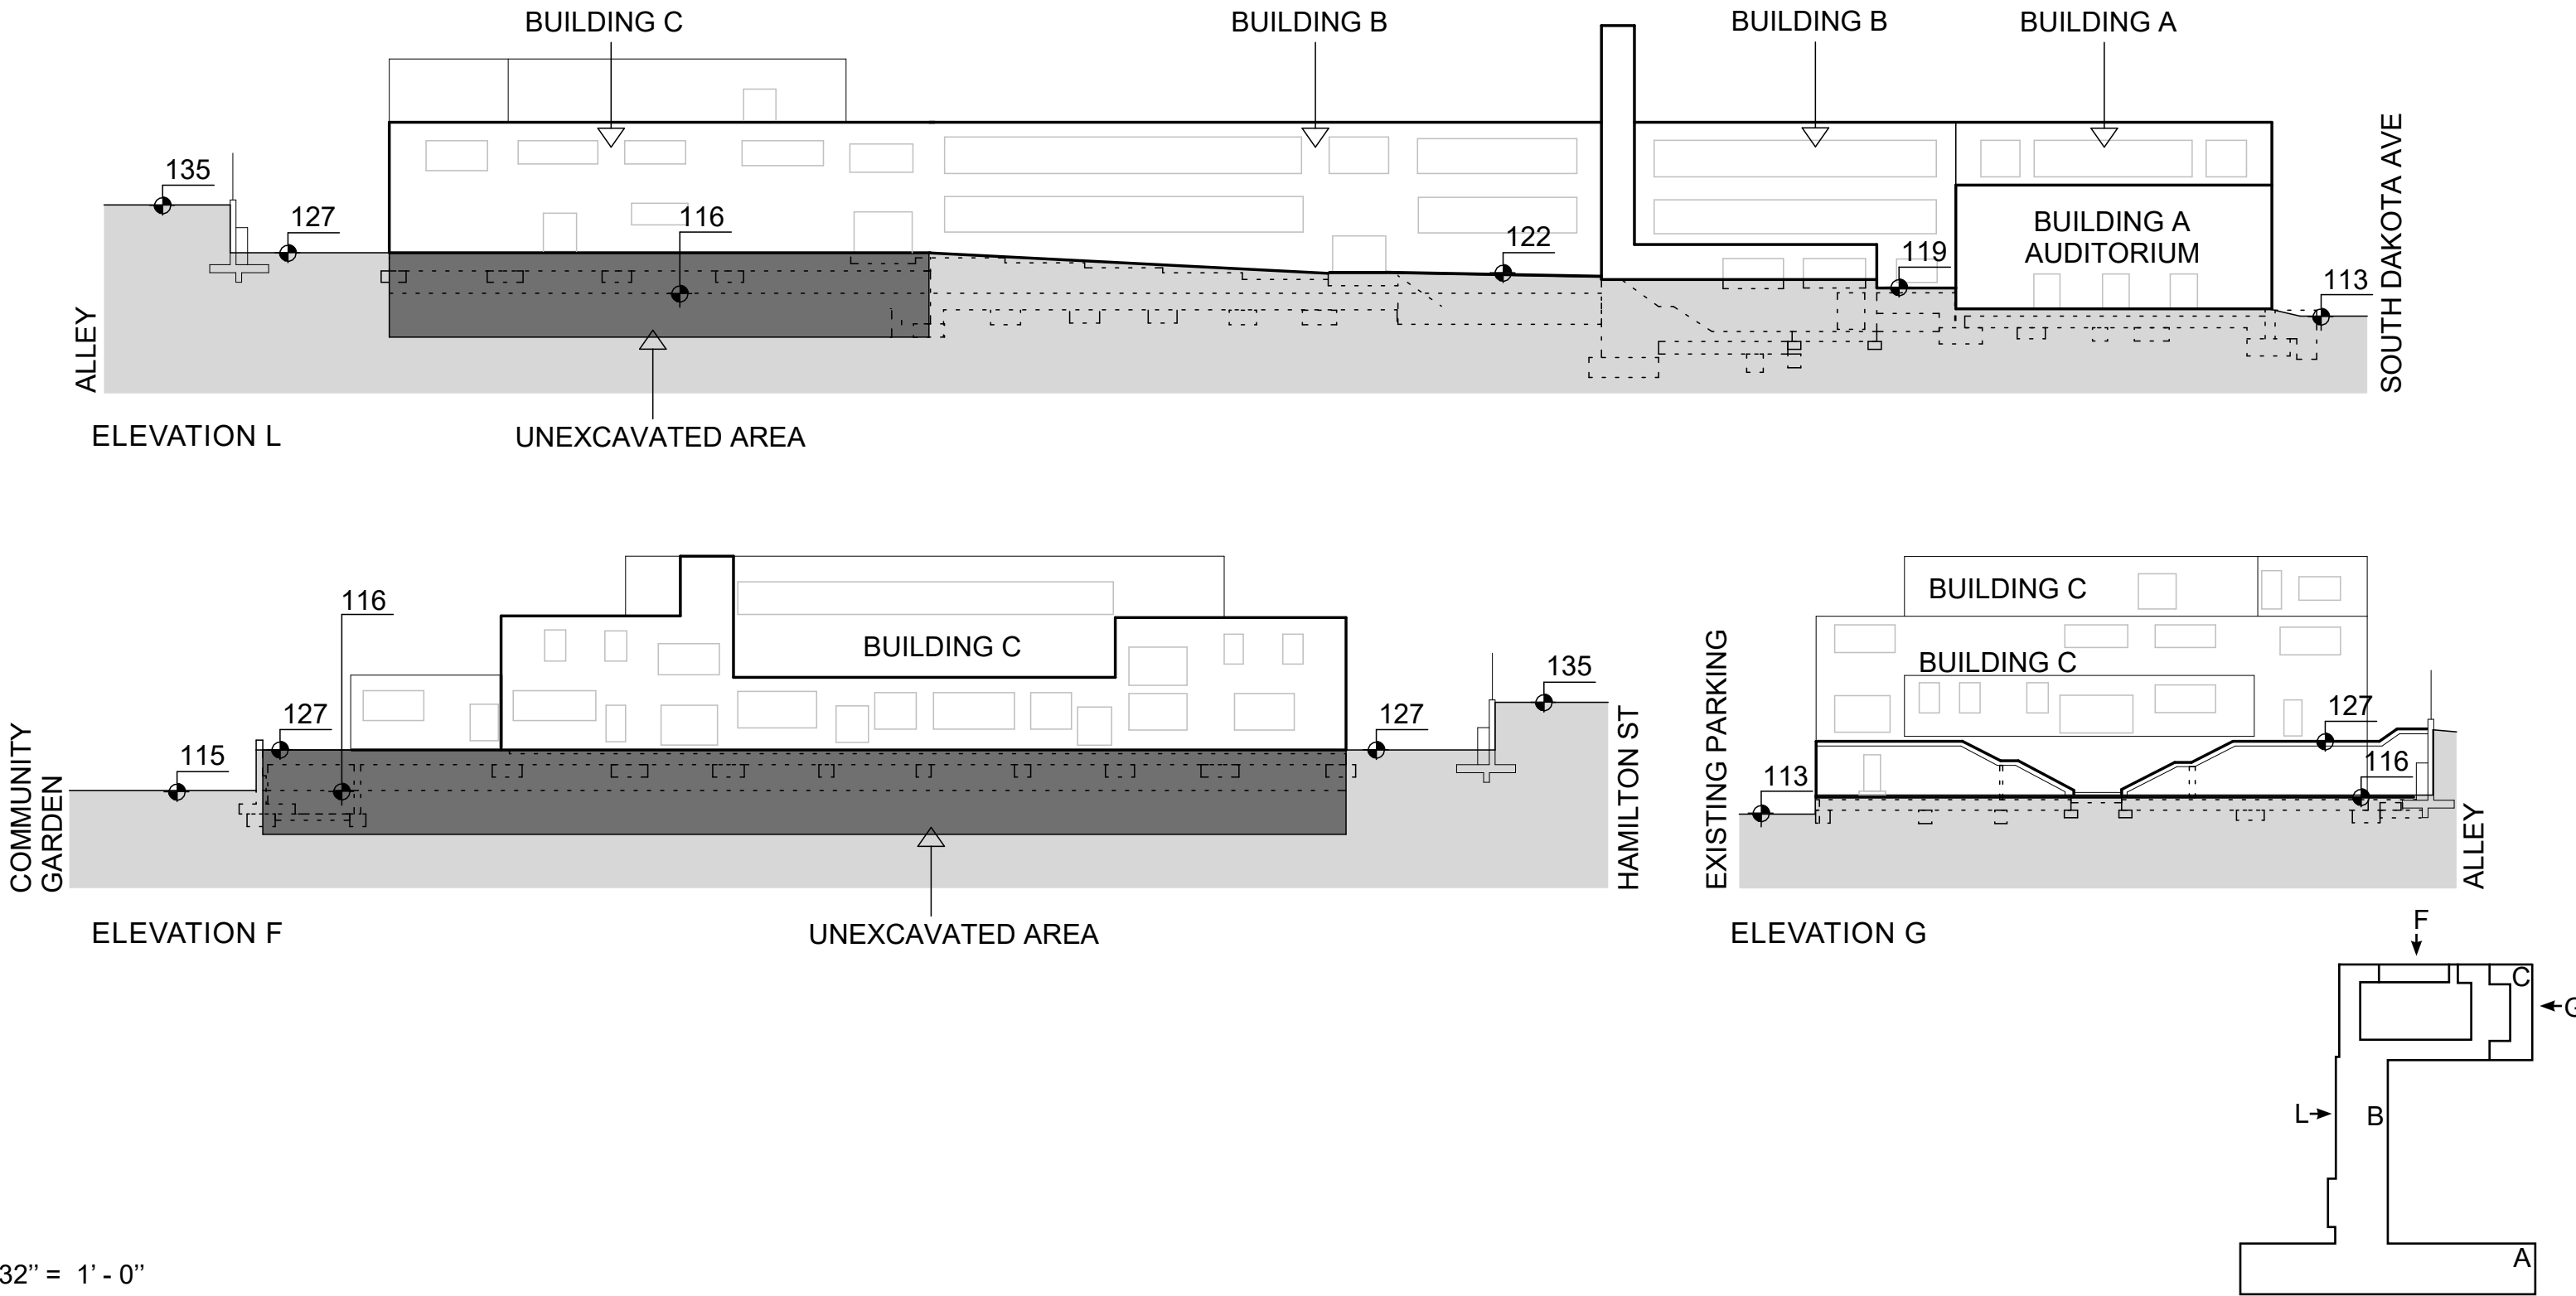 BUILDING C
BUILDING B
BUILDING B
BUILDING A
135
127
116
122
119
113
BUILDING A
AUDITORIUM
ALLEY
SOUTH DAKOTA AVE
ELEVATION L
UNEXCAVATED AREA
116
127
115
BUILDING C
127
135
COMMUNITY
GARDEN
HAMILTON ST
ELEVATION F
UNEXCAVATED AREA
BUILDING C
BUILDING C
127
116
113
EXISTING PARKING
ALLEY
ELEVATION G
F
C
G
L
B
A
32’’ = 1’ - 0’’